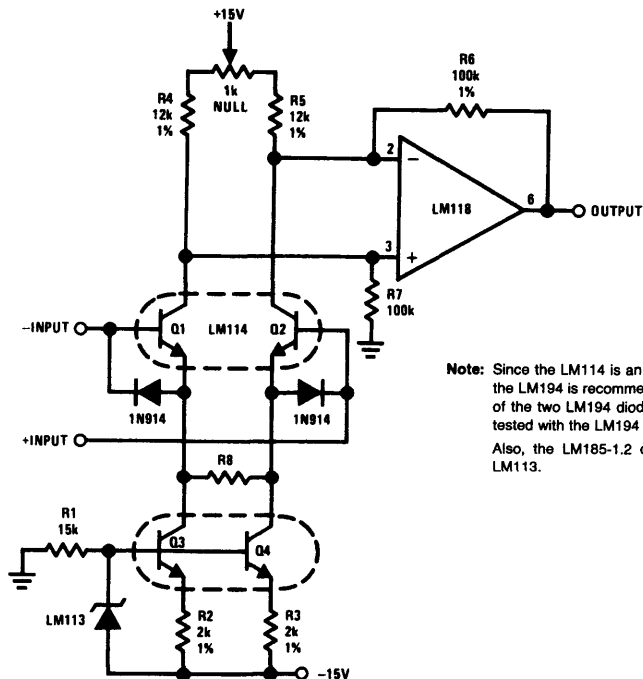 +15V
1k
NULL
R4
12k
1%
R5
12k
1%
R6
100k
1%
2
−
LM118
6
OUTPUT
3
+
R7
100k
−INPUT
Q1
LM114
Q2
1N914
1N914
+INPUT
R8
Note: Since the LM114 is an
the LM194 is recomme
of the two LM194 diod
tested with the LM194
Also, the LM185-1.2 c
LM113.
R1
15k
Q3
Q4
LM113
R2
2k
1%
R3
2k
1%
−15V